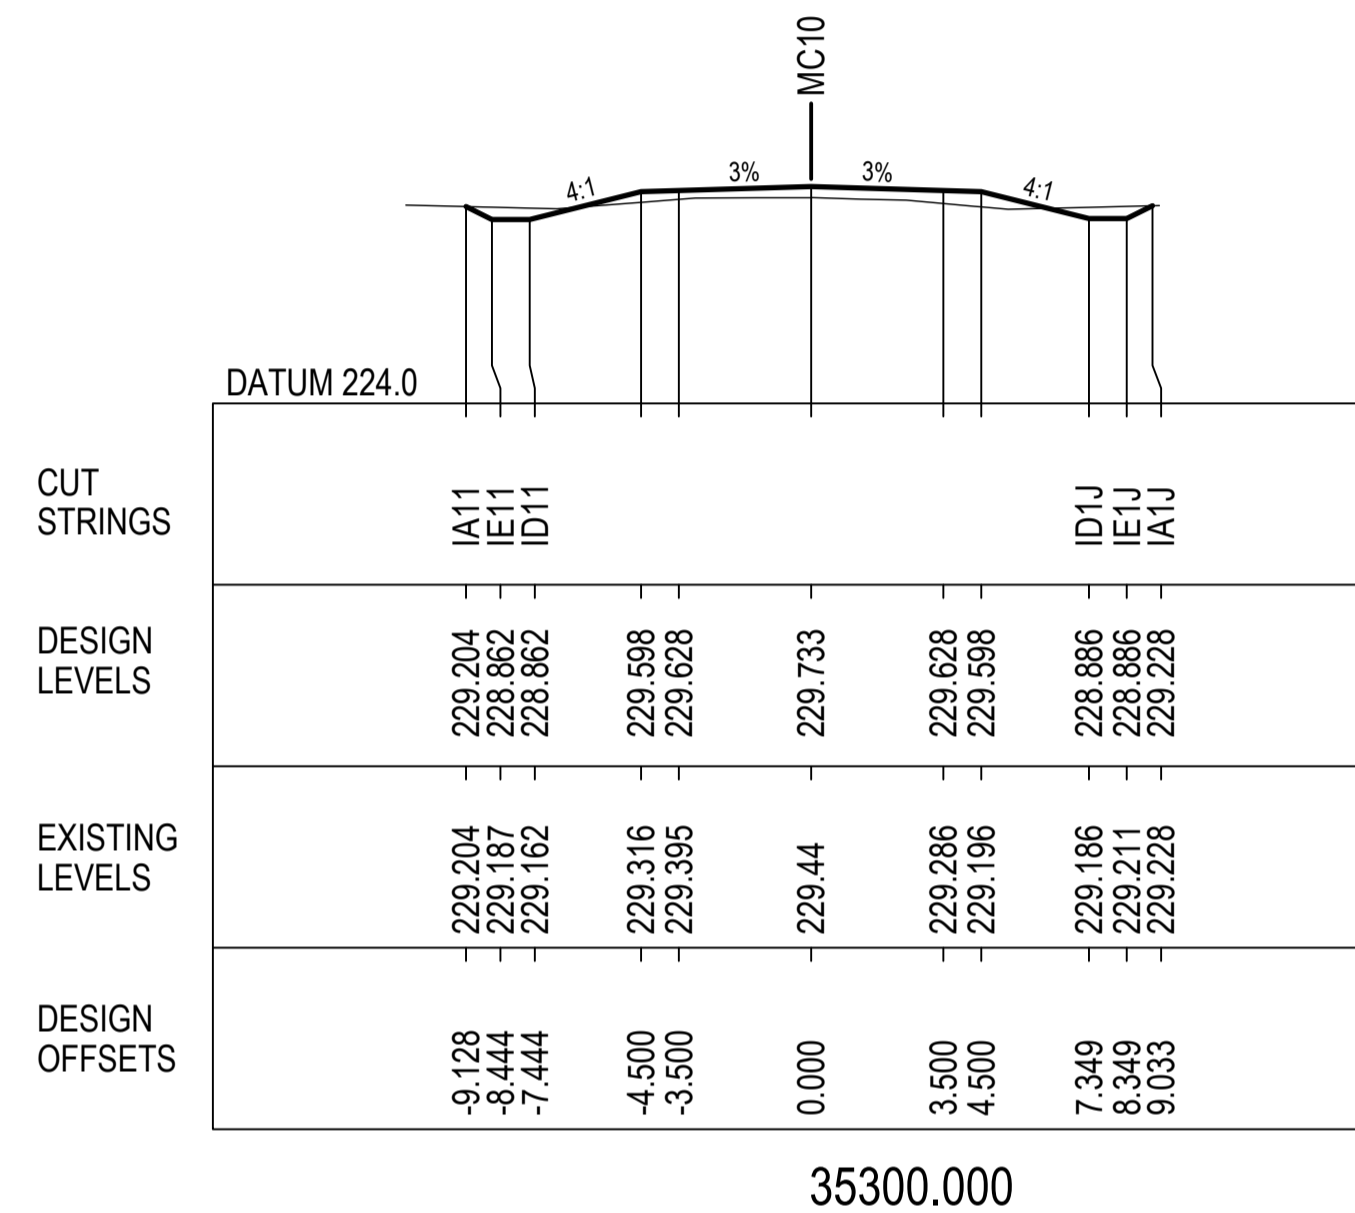 MC10
4:1
3%
3%
4:1
DATUM 224.0
CUT
STRINGS
IA11
IE11
ID11
ID1J
IE1J
IA1J
DESIGN
LEVELS
229.204
228.862
228.862
229.598
229.628
229.733
229.628
229.598
228.886
228.886
229.228
EXISTING
LEVELS
229.204
229.187
229.162
229.316
229.395
229.44
229.286
229.196
229.186
229.211
229.228
DESIGN
OFFSETS
-9.128
-8.444
-7.444
-4.500
-3.500
0.000
3.500
4.500
7.349
8.349
9.033
35300.000